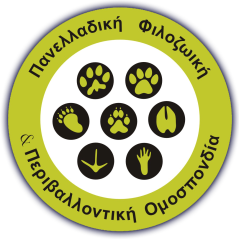 Πανελλαδική Φιλοζωική
& Περιβαλλοντική Ομοσπονδία